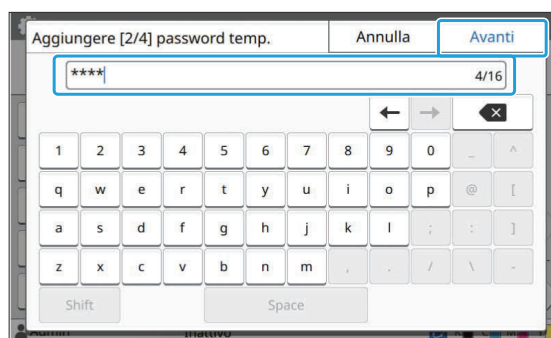 Aggiungere [2/4] password temp. Annulla Avanti
**** 4/16
← →
1 2 3 4 5 6 7 8 9 0 _ ^
q w e r t y u i o p @ [
a s d f g h j k l ; : ]
z x c v b n m , . / \ -
Shift Space
Admin Inattivo